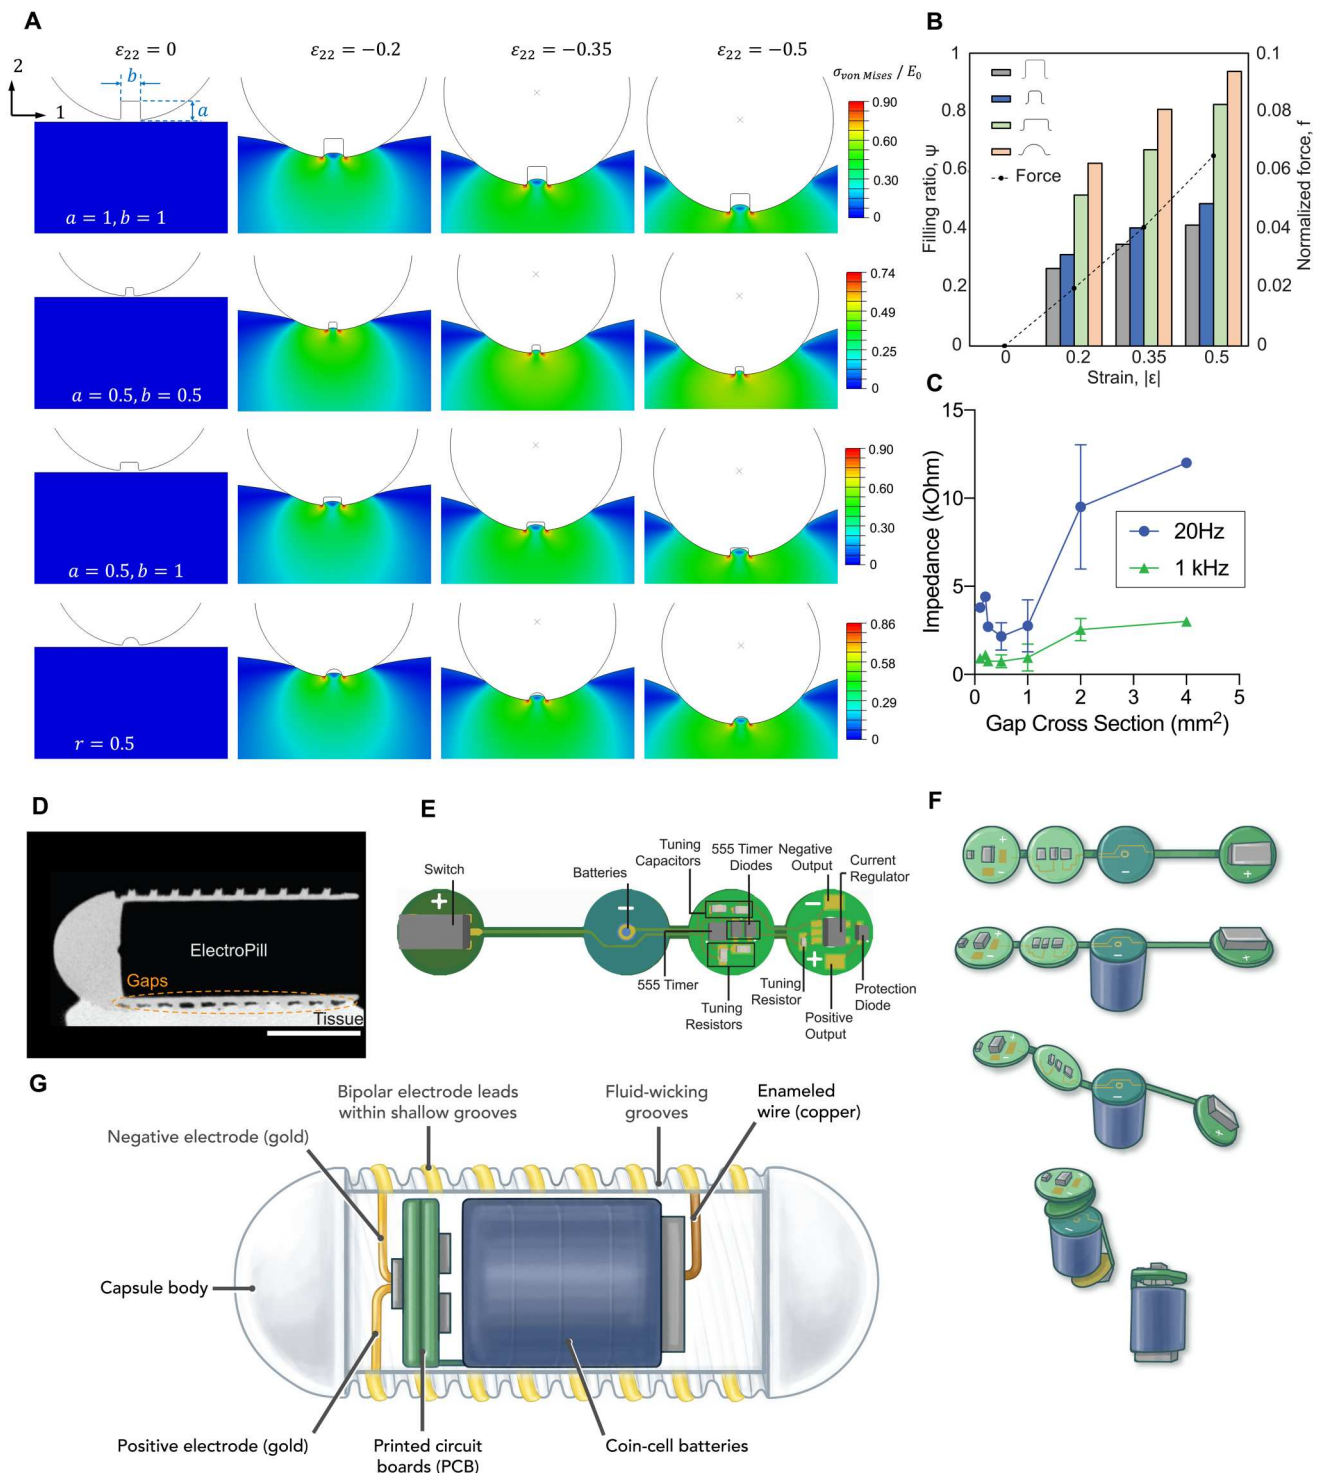 A
ε₂₂ = 0
ε₂₂ = −0.2
ε₂₂ = −0.35
ε₂₂ = −0.5
2
b
a
1
σ von Mises / E₀
0.90
0.60
0.30
0
a = 1, b = 1
0.74
0.49
0.25
0
a = 0.5, b = 0.5
0.90
0.60
0.30
0
a = 0.5, b = 1
0.86
0.58
0.29
0
r = 0.5
B
1
0.8
0.6
0.4
0.2
0
Filling ratio, ψ
Force
0.1
0.08
0.06
0.04
0.02
0
Normalized force, f
0
0.2
0.35
0.5
Strain, |ε|
C
15
10
5
0
Impedance (kOhm)
20Hz
1 kHz
0
1
2
3
4
5
Gap Cross Section (mm²)
D
ElectroPill
Gaps
Tissue
E
Switch
Batteries
Tuning
Capacitors
555 Timer
Diodes
Negative
Output
Current
Regulator
+
−
−
+
555 Timer
Tuning
Resistors
Tuning
Resistor
Positive
Output
Protection
Diode
F
+
−
−
+
+
−
−
+
+
−
−
+
−
−
G
Bipolar electrode leads
within shallow grooves
Fluid-wicking
grooves
Enameled
wire (copper)
Negative electrode (gold)
Capsule body
Positive electrode (gold)
Printed circuit
boards (PCB)
Coin-cell batteries